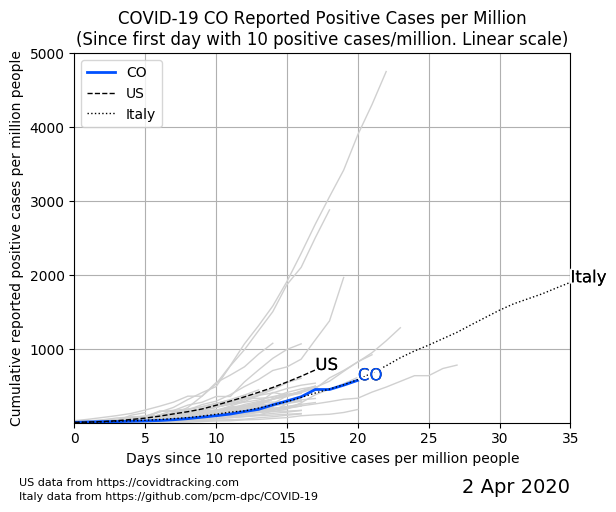 COVID-19 CO Reported Positive Cases per Million
(Since first day with 10 positive cases/million. Linear scale)
Cumulative reported positive cases per million people
5000
4000
3000
2000
1000
CO
US
Italy
Italy
US
CO
0
5
10
15
20
25
30
35
Days since 10 reported positive cases per million people
US data from https://covidtracking.com
Italy data from https://github.com/pcm-dpc/COVID-19
2 Apr 2020